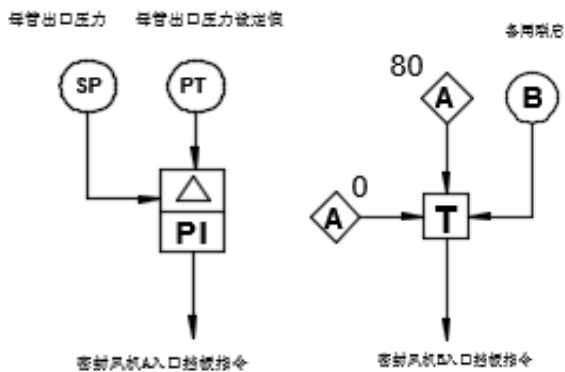 母管出口压力
母管出口压力设定值
备用联启
SP
PT
80
A
B
△
PI
A
0
T
密封风机A入口挡板指令
密封风机B入口挡板指令